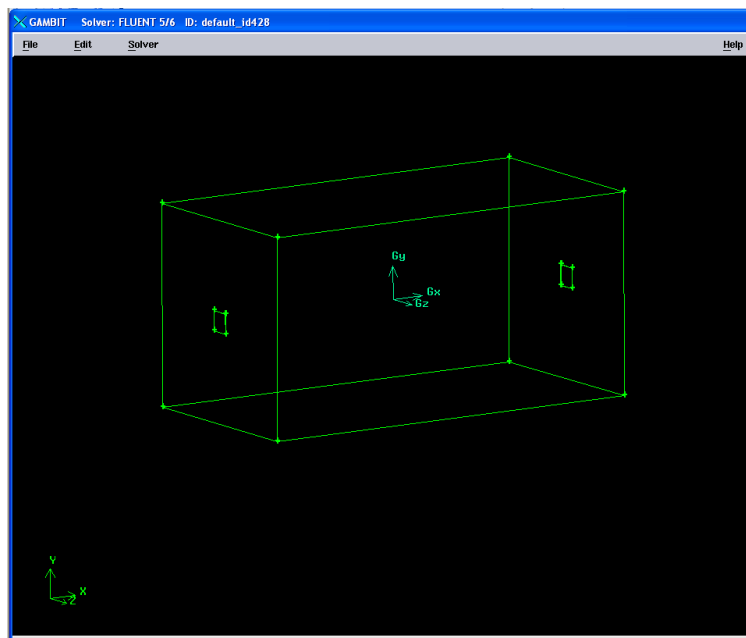 GAMBIT Solver: FLUENT 5/6 ID: default_id428
File Edit Solver Help
Gy
Gx
Gz
Y
X
Z